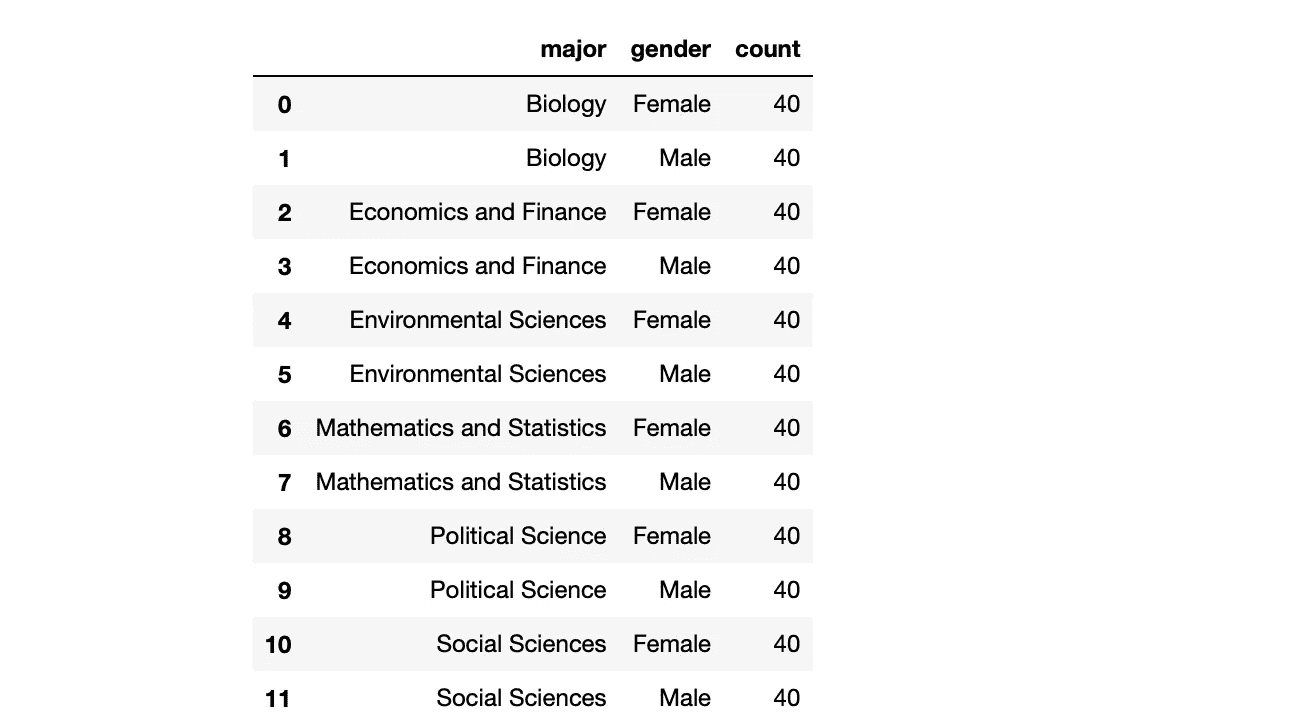 major gender count
0 Biology Female 40
1 Biology Male 40
2 Economics and Finance Female 40
3 Economics and Finance Male 40
4 Environmental Sciences Female 40
5 Environmental Sciences Male 40
6 Mathematics and Statistics Female 40
7 Mathematics and Statistics Male 40
8 Political Science Female 40
9 Political Science Male 40
10 Social Sciences Female 40
11 Social Sciences Male 40